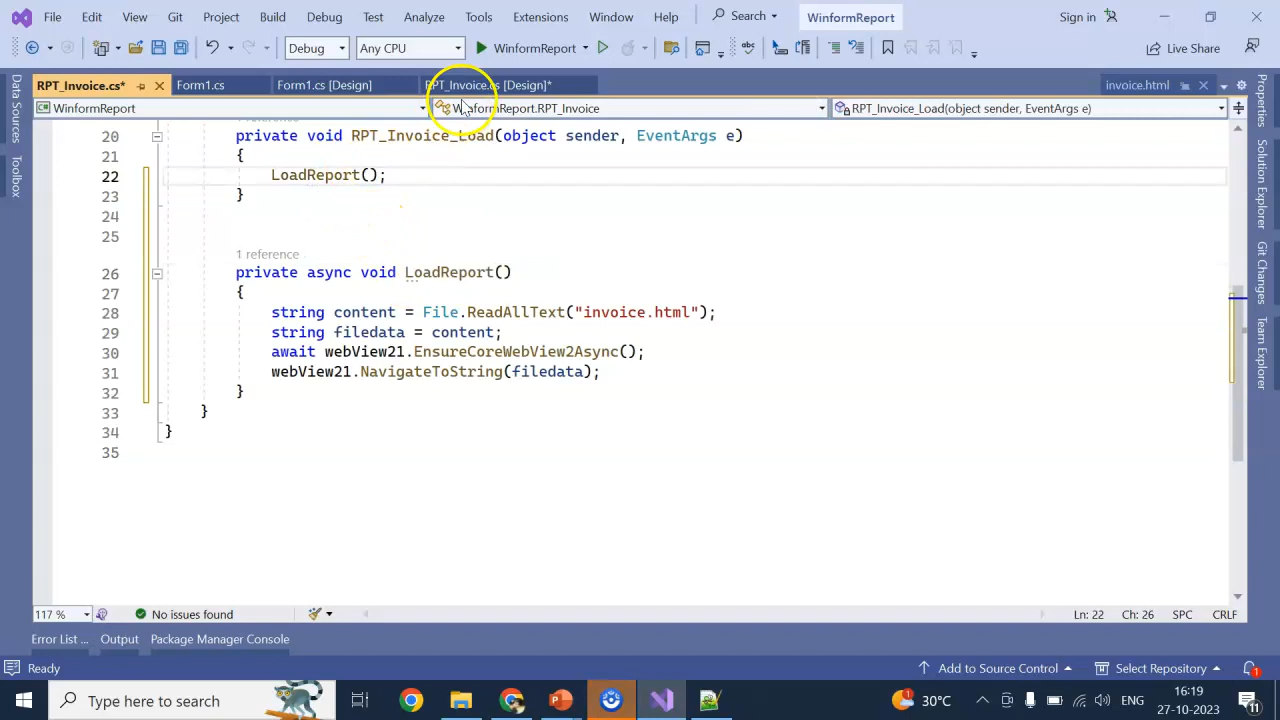 File Edit View Git Project Build Debug Test Analyze Tools Extensions Window Help Search WinformReport Sign in
Debug Any CPU WinformReport Live Share
RPT_Invoice.cs* Form1.cs Form1.cs [Design] RPT_Invoice.cs [Design]* invoice.html
WinformReport WinformReport.RPT_Invoice RPT_Invoice_Load(object sender, EventArgs e)
20 private void RPT_Invoice_Load(object sender, EventArgs e)
21 {
22 LoadReport();
23 }
24
25
1 reference
26 private async void LoadReport()
27 {
28 string content = File.ReadAllText("invoice.html");
29 string filedata = content;
30 await webView21.EnsureCoreWebView2Async();
31 webView21.NavigateToString(filedata);
32 }
33 }
34 }
35
Data Sources
Toolbox
Properties
Solution Explorer
Git Changes
Team Explorer
117 % No issues found Ln: 22 Ch: 26 SPC CRLF
Error List ... Output Package Manager Console
Ready Add to Source Control Select Repository 1
Type here to search 30°C ENG 16:19
27-10-2023 11